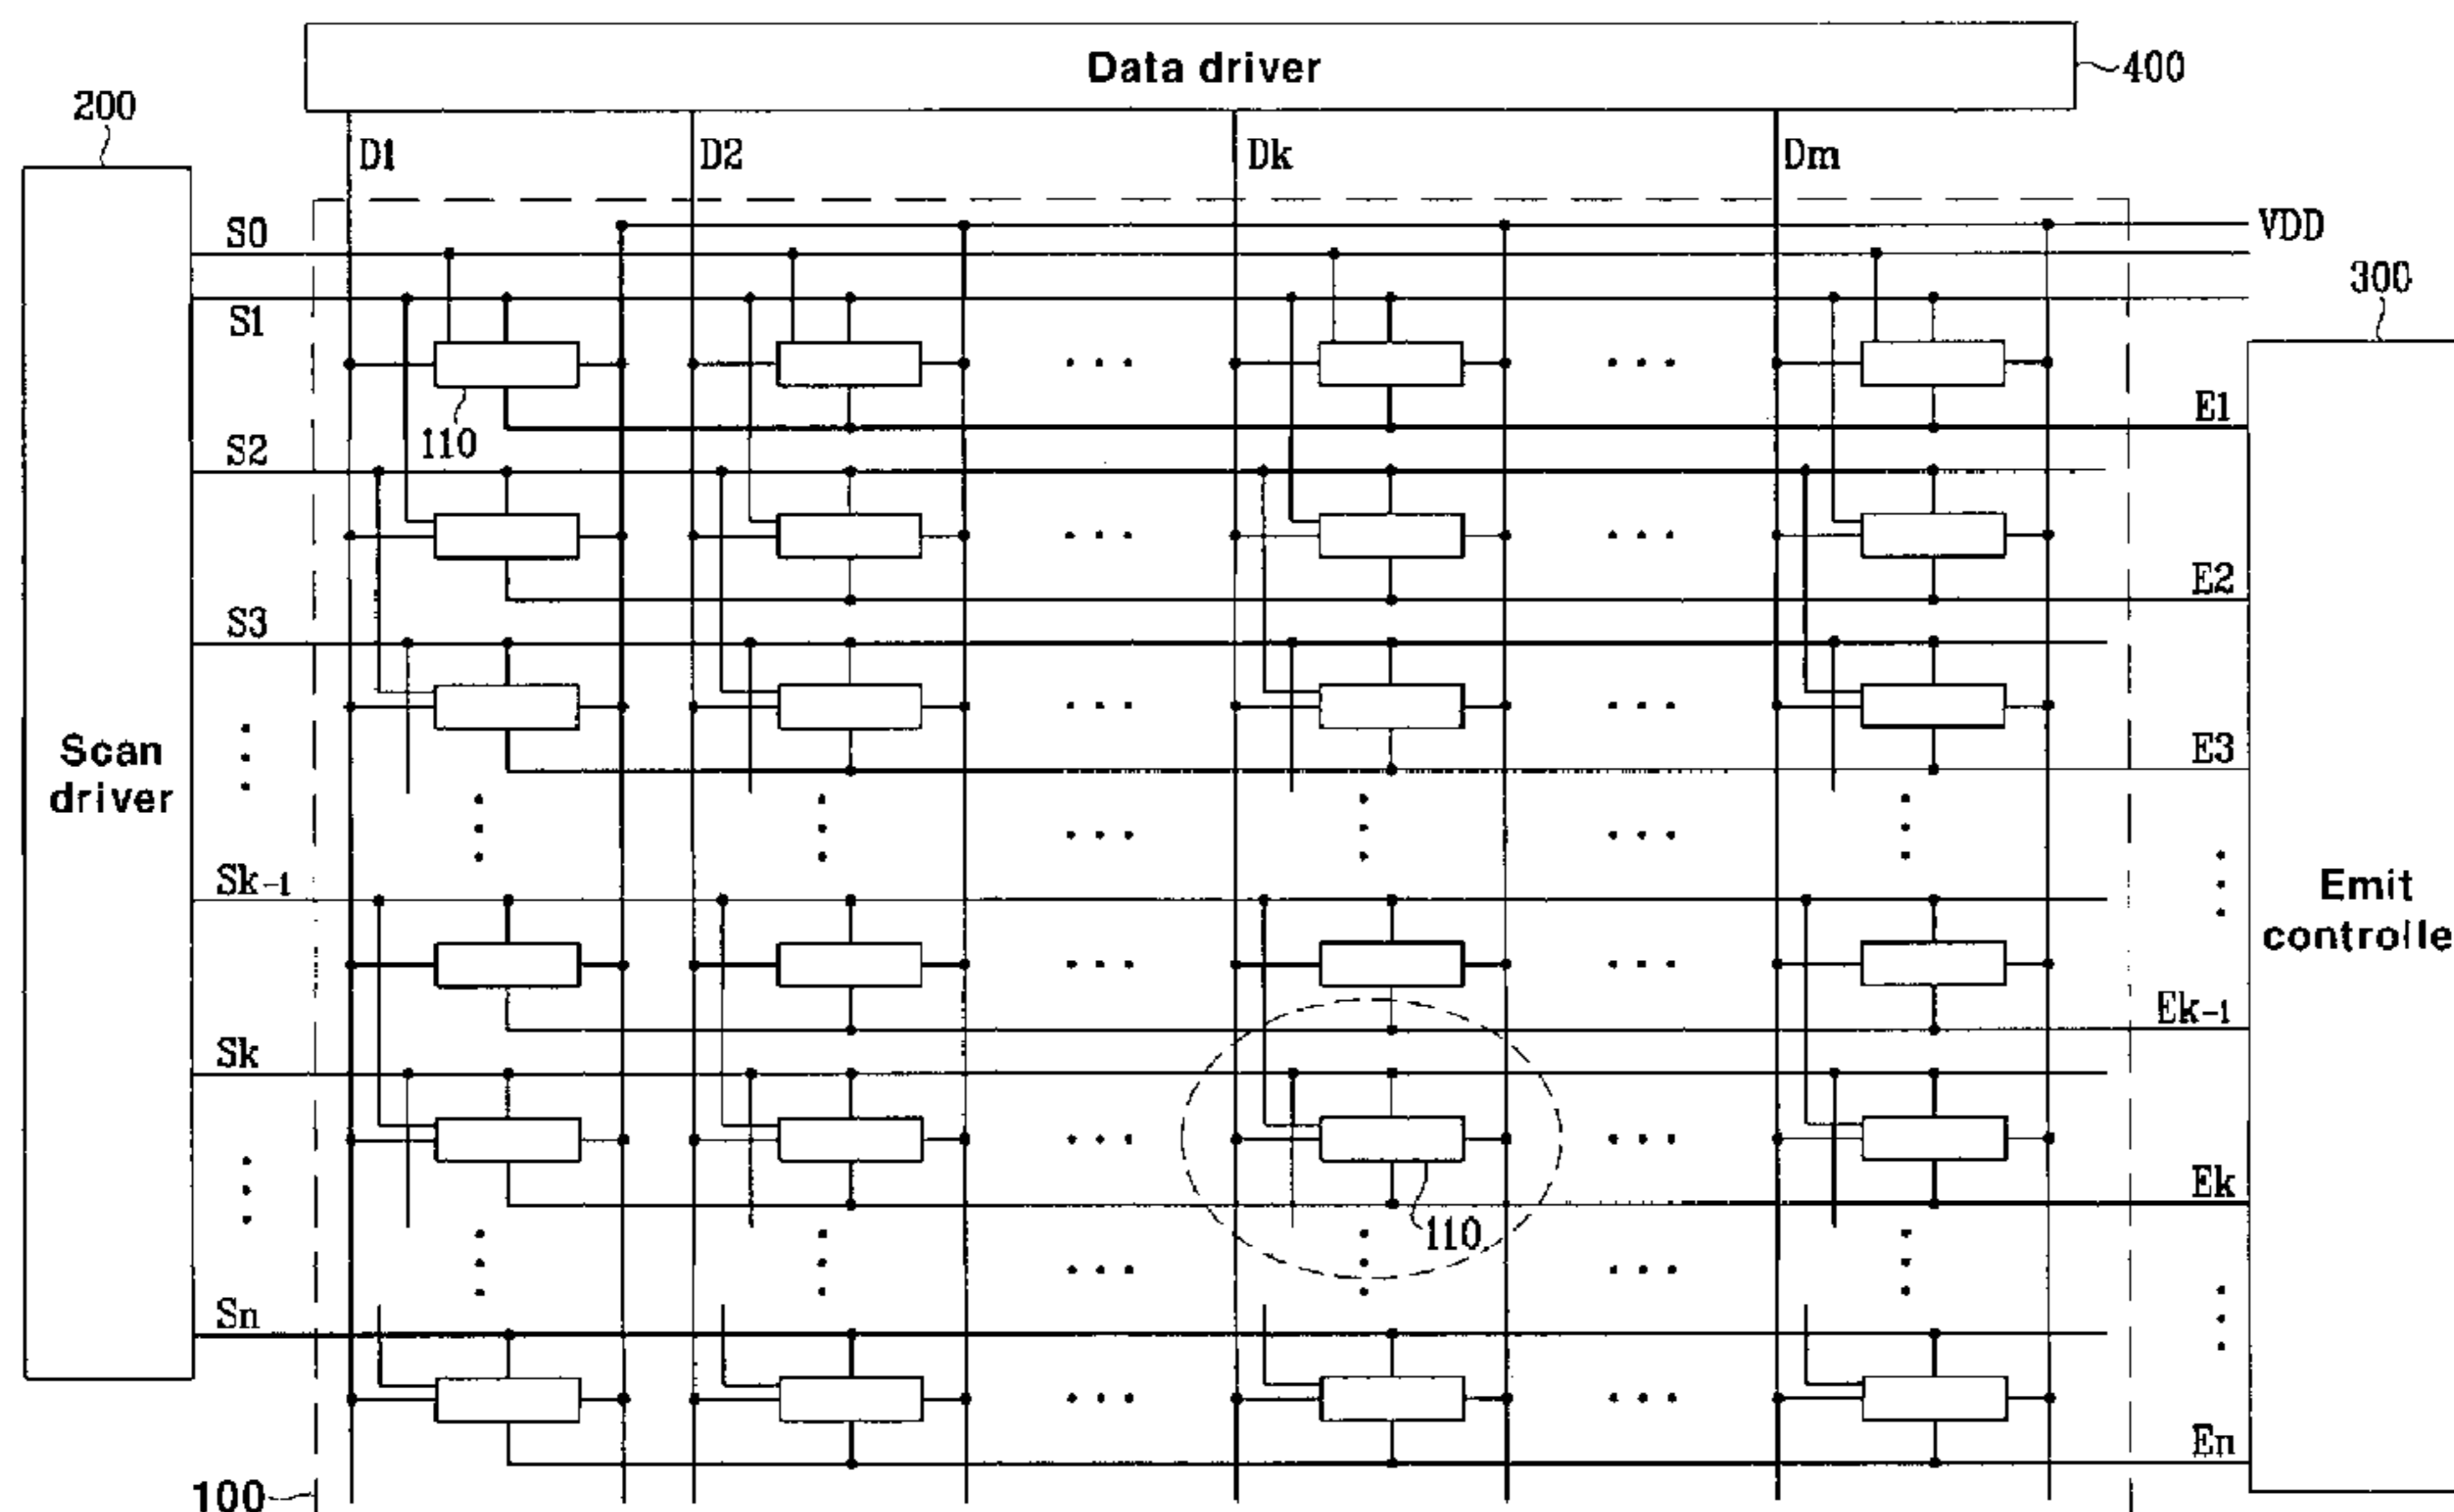 Data driver
400
200
D1
D2
Dk
Dm
S0
VDD
S1
300
E1
110
S2
E2
S3
E3
Scan
driver
Sk-1
Emit
controlle
Ek-1
Sk
Ek
110
Sn
En
100